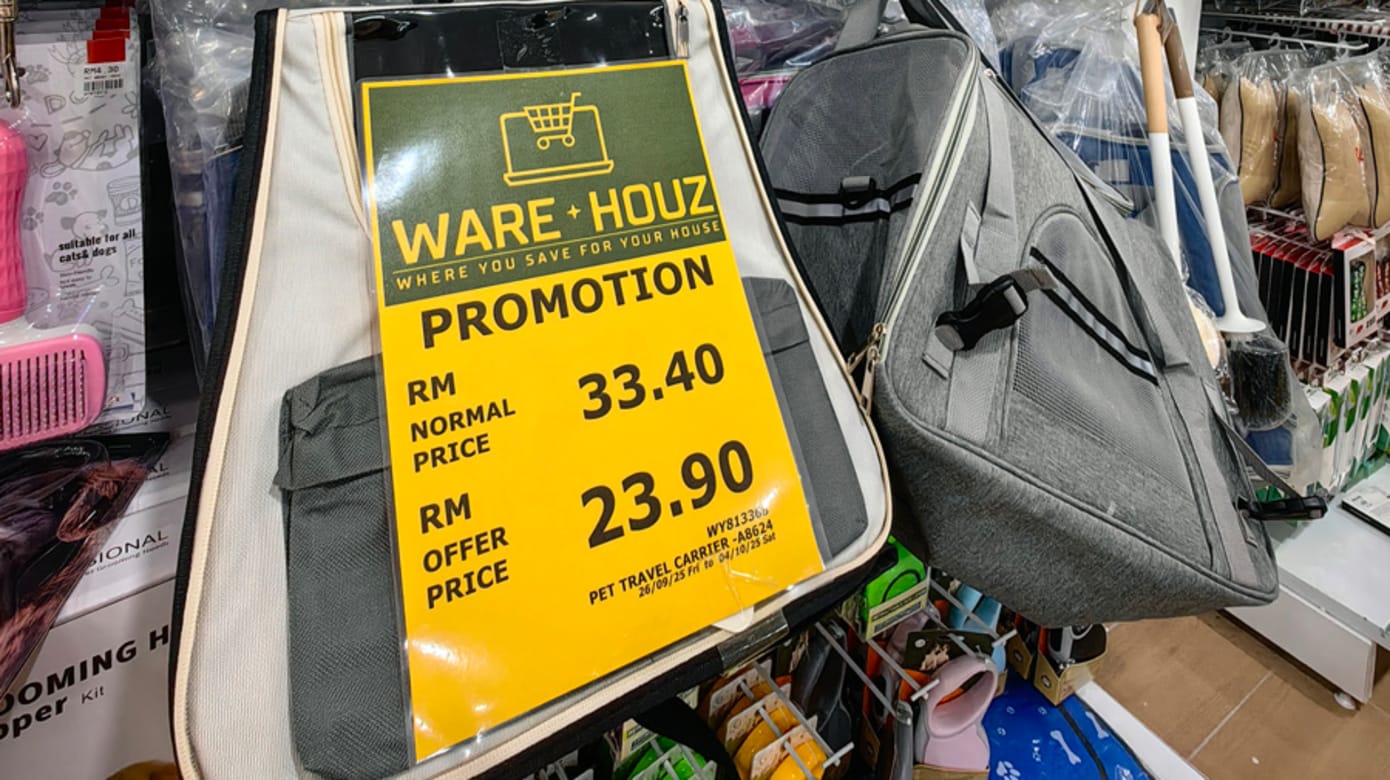 RM4.30
suitable for all
cats& dogs
WARE + HOUZ
WHERE YOU SAVE FOR YOUR HOUSE
PROMOTION
RM
NORMAL
PRICE
33.40
RM
OFFER
PRICE
23.90
WY813368
PET TRAVEL CARRIER -A8624
26/09/25 Fri to 04/10/25 Sat
SIONAL
OOMING H
pper Kit